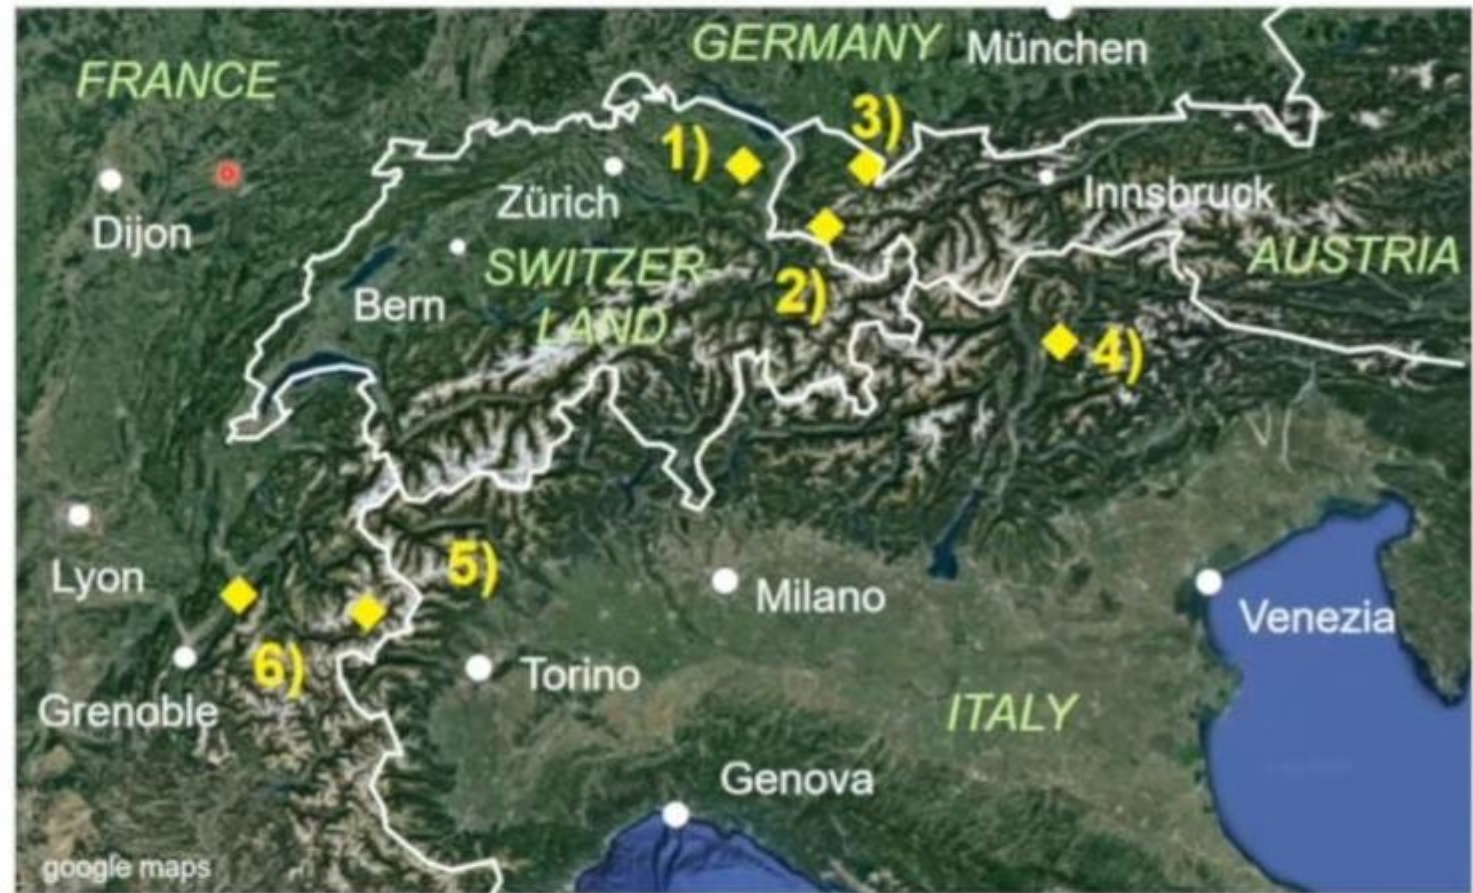 GERMANY
München
FRANCE
3)
1)
Zürich
Innsbruck
Dijon
SWITZER-
LAND
AUSTRIA
Bern
2)
4)
5)
Lyon
Milano
Venezia
6)
Torino
Grenoble
ITALY
Genova
google maps